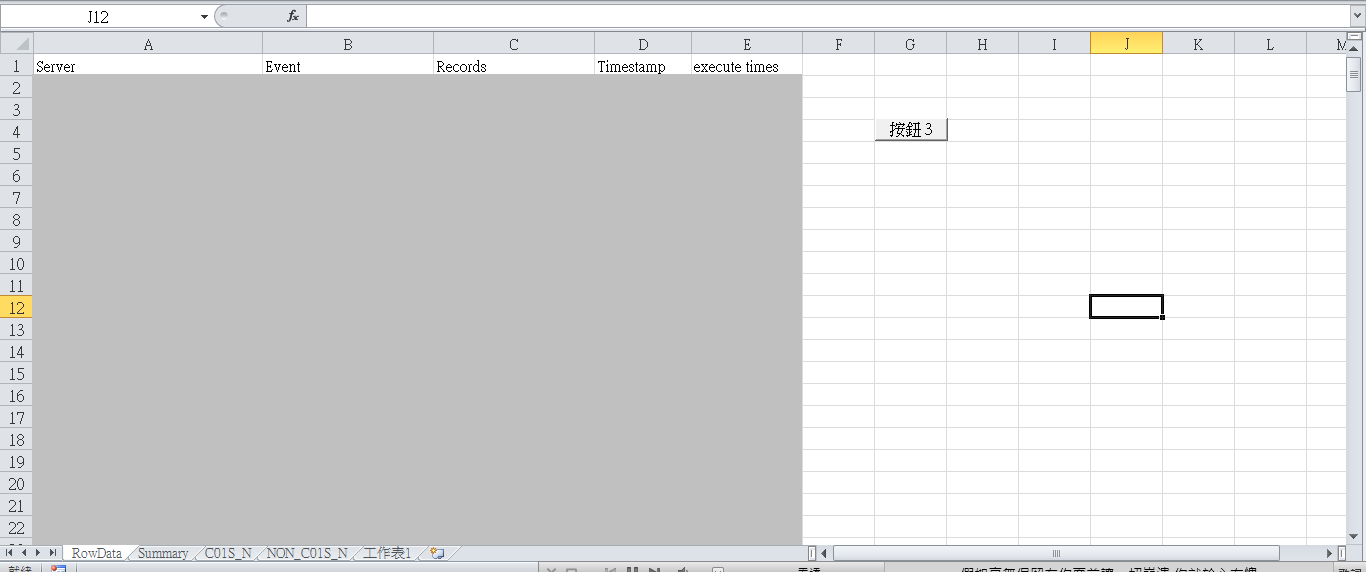 J12
fx
A B C D E F G H I J K L M
1 Server Event Records Timestamp execute times
2
3
4 按鈕 3
5
6
7
8
9
10
11
12
13
14
15
16
17
18
19
20
21
22
RowData Summary C01S_N NON_C01S_N 工作表1
就緒